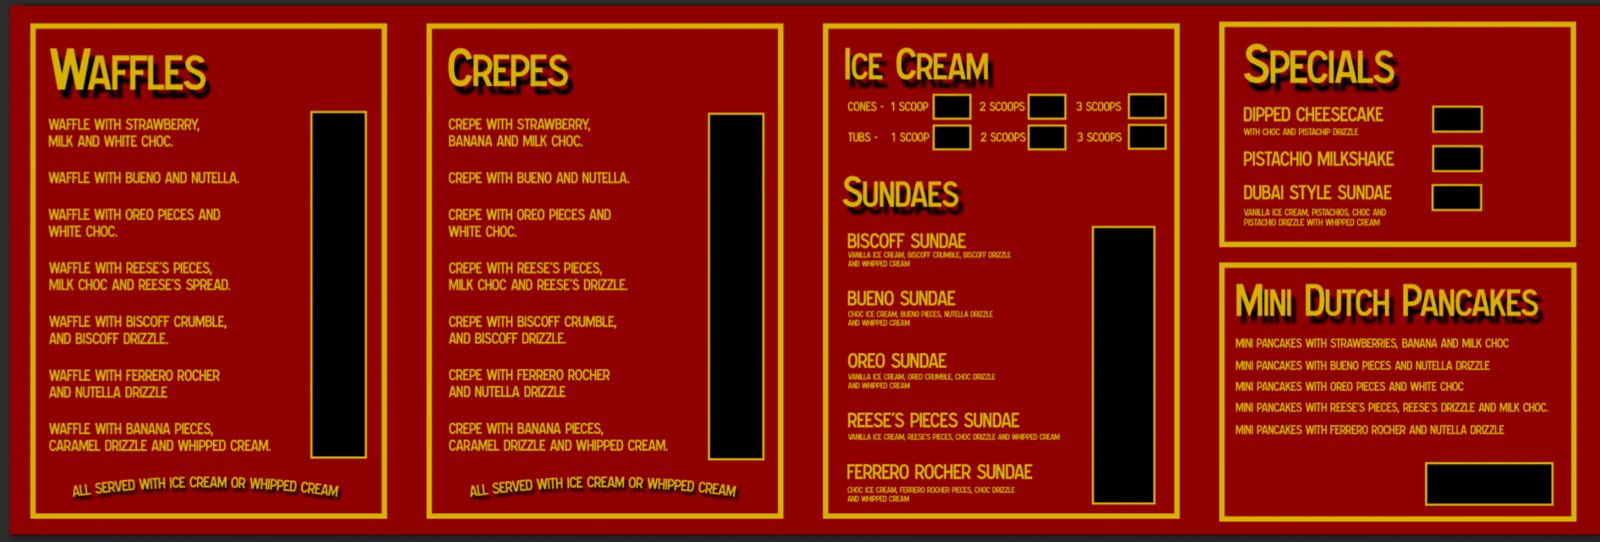 WAFFLES
WAFFLE WITH STRAWBERRY,
MILK AND WHITE CHOC.
WAFFLE WITH BUENO AND NUTELLA.
WAFFLE WITH OREO PIECES AND
WHITE CHOC.
WAFFLE WITH REESE'S PIECES,
MILK CHOC AND REESE'S SPREAD.
WAFFLE WITH BISCOFF CRUMBLE,
AND BISCOFF DRIZZLE.
WAFFLE WITH FERRERO ROCHER
AND NUTELLA DRIZZLE
WAFFLE WITH BANANA PIECES,
CARAMEL DRIZZLE AND WHIPPED CREAM.
ALL SERVED WITH ICE CREAM OR WHIPPED CREAM
CREPES
CREPE WITH STRAWBERRY,
BANANA AND MILK CHOC.
CREPE WITH BUENO AND NUTELLA.
CREPE WITH OREO PIECES AND
WHITE CHOC.
CREPE WITH REESE'S PIECES,
MILK CHOC AND REESE'S DRIZZLE.
CREPE WITH BISCOFF CRUMBLE,
AND BISCOFF DRIZZLE.
CREPE WITH FERRERO ROCHER
AND NUTELLA DRIZZLE
CREPE WITH BANANA PIECES,
CARAMEL DRIZZLE AND WHIPPED CREAM.
ALL SERVED WITH ICE CREAM OR WHIPPED CREAM
ICE CREAM
CONES - 1 SCOOP 2 SCOOPS 3 SCOOPS
TUBS - 1 SCOOP 2 SCOOPS 3 SCOOPS
SUNDAES
BISCOFF SUNDAE
VANILLA ICE CREAM, BISCOFF CRUMBLE, BISCOFF DRIZZLE
AND WHIPPED CREAM
BUENO SUNDAE
CHOC ICE CREAM, BUENO PIECES, NUTELLA DRIZZLE
AND WHIPPED CREAM
OREO SUNDAE
VANILLA ICE CREAM, OREO CRUMBLE, CHOC DRIZZLE
AND WHIPPED CREAM
REESE'S PIECES SUNDAE
VANILLA ICE CREAM, REESE'S PIECES, CHOC DRIZZLE AND WHIPPED CREAM
FERRERO ROCHER SUNDAE
CHOC ICE CREAM, FERRERO ROCHER PIECES, CHOC DRIZZLE
AND WHIPPED CREAM
SPECIALS
DIPPED CHEESECAKE
WITH CHOC AND PISTACHIP DRIZZLE
PISTACHIO MILKSHAKE
DUBAI STYLE SUNDAE
VANILLA ICE CREAM, PISTACHIOS, CHOC AND
PISTACHIO DRIZZLE WITH WHIPPED CREAM
MINI DUTCH PANCAKES
MINI PANCAKES WITH STRAWBERRIES, BANANA AND MILK CHOC
MINI PANCAKES WITH BUENO PIECES AND NUTELLA DRIZZLE
MINI PANCAKES WITH OREO PIECES AND WHITE CHOC
MINI PANCAKES WITH REESE'S PIECES, REESE'S DRIZZLE AND MILK CHOC.
MINI PANCAKES WITH FERRERO ROCHER AND NUTELLA DRIZZLE